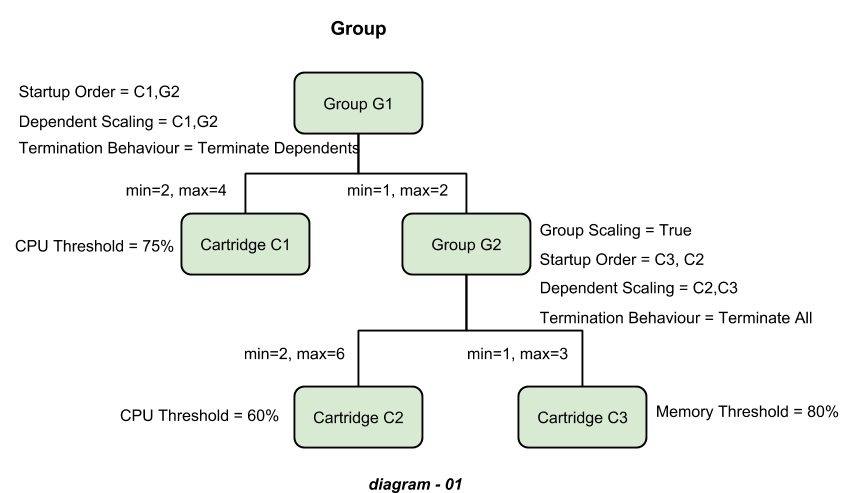 Group
Startup Order = C1,G2
Group G1
Dependent Scaling = C1,G2
Termination Behaviour = Terminate Dependents
min=2, max=4
min=1, max=2
CPU Threshold = 75%
Cartridge C1
Group G2
Group Scaling = True
Startup Order = C3, C2
Dependent Scaling = C2,C3
Termination Behaviour = Terminate All
min=2, max=6
min=1, max=3
CPU Threshold = 60%
Cartridge C2
Cartridge C3
Memory Threshold = 80%
diagram - 01